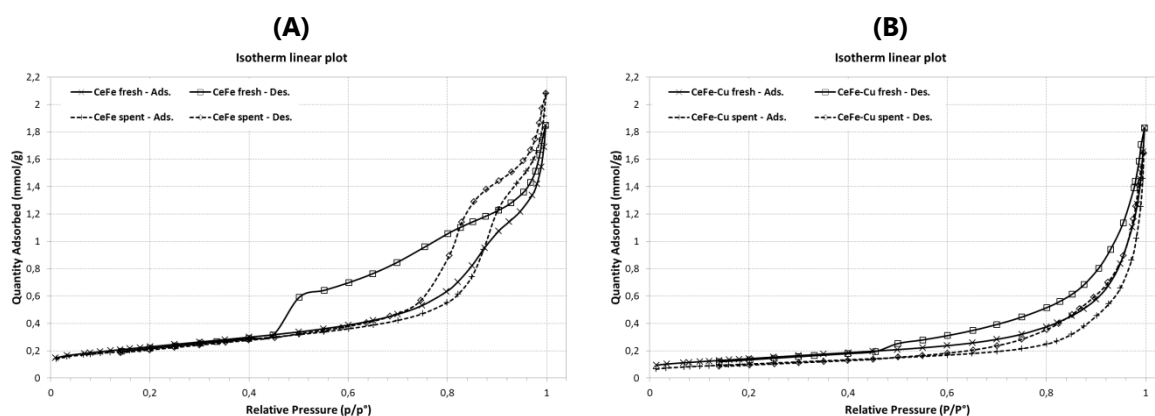 (A)
Isotherm linear plot
CeFe fresh - Ads.
CeFe fresh - Des.
CeFe spent - Ads.
CeFe spent - Des.
Quantity Adsorbed (mmol/g)
2,2
2
1,8
1,6
1,4
1,2
1
0,8
0,6
0,4
0,2
0
0
0,2
0,4
0,6
0,8
1
Relative Pressure (p/p°)
(B)
Isotherm linear plot
CeFe-Cu fresh - Ads.
CeFe-Cu fresh - Des.
CeFe-Cu spent - Ads.
CeFe-Cu spent - Des.
Quantity Adsorbed (mmol/g)
2,2
2
1,8
1,6
1,4
1,2
1
0,8
0,6
0,4
0,2
0
0
0,2
0,4
0,6
0,8
1
Relative Pressure (P/P°)